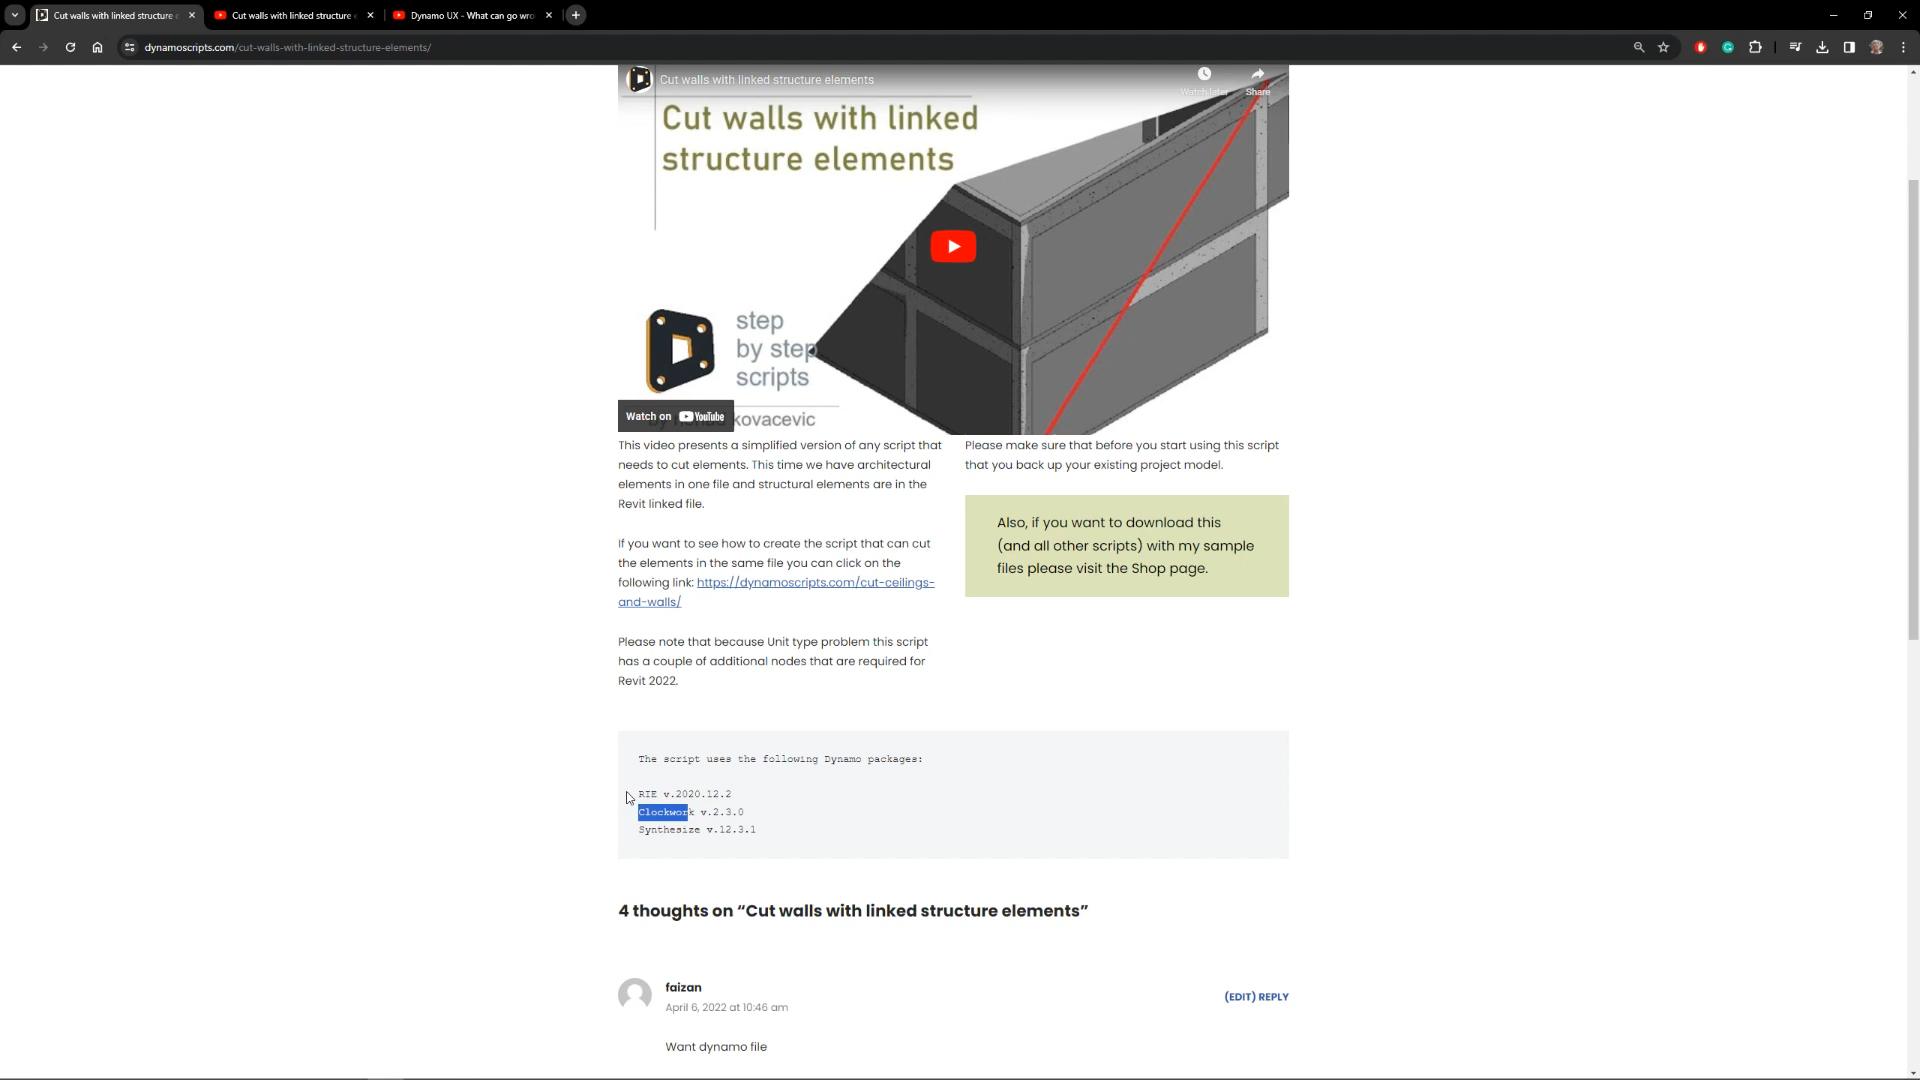 Cut walls with linked structure e
Cut walls with linked structure e
Dynamo UX - What can go wro
dynamoscripts.com/cut-walls-with-linked-structure-elements/
Cut walls with linked structure elements
Watch later
Share
Cut walls with linked
structure elements
step
by step
scripts
kovacevic
Watch on YouTube
This video presents a simplified version of any script that
needs to cut elements. This time we have architectural
elements in one file and structural elements are in the
Revit linked file.
If you want to see how to create the script that can cut
the elements in the same file you can click on the
following link: https://dynamoscripts.com/cut-ceilings-
and-walls/
Please note that because Unit type problem this script
has a couple of additional nodes that are required for
Revit 2022.
Please make sure that before you start using this script
that you back up your existing project model.
Also, if you want to download this
(and all other scripts) with my sample
files please visit the Shop page.
The script uses the following Dynamo packages:
RIE v.2020.12.2
Clockwork v.2.3.0
Synthesize v.12.3.1
4 thoughts on “Cut walls with linked structure elements”
faizan
April 6, 2022 at 10:46 am
(EDIT) REPLY
Want dynamo file